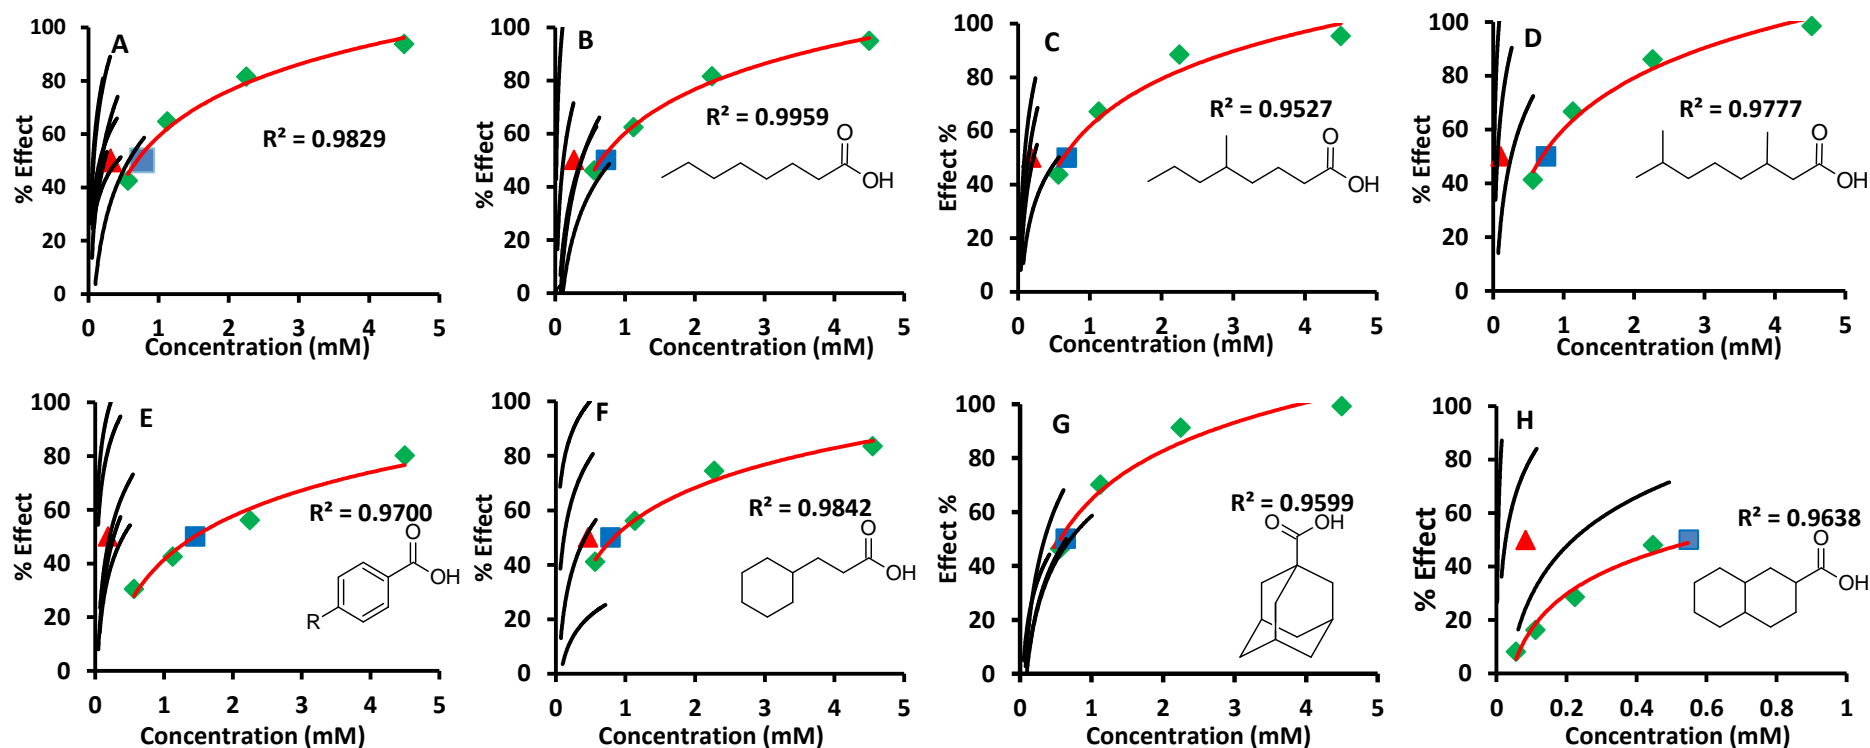 A
% Effect
100
80
60
40
20
0
R² = 0.9829
0 1 2 3 4 5
Concentration (mM)
B
% Effect
100
80
60
40
20
0
R² = 0.9959
O
OH
0 1 2 3 4 5
Concentration (mM)
C
Effect %
100
80
60
40
20
0
R² = 0.9527
O
OH
0 1 2 3 4 5
Concentration (mM)
D
% Effect
100
80
60
40
20
0
R² = 0.9777
O
OH
0 1 2 3 4 5
Concentration (mM)
E
% Effect
100
80
60
40
20
0
R² = 0.9700
O
OH
R
0 1 2 3 4 5
Concentration (mM)
F
% Effect
100
80
60
40
20
0
R² = 0.9842
O
OH
0 1 2 3 4 5
Concentration (mM)
G
Effect %
100
80
60
40
20
0
R² = 0.9599
O OH
0 1 2 3 4 5
Concentration (mM)
H
% Effect
100
80
60
40
20
0
R² = 0.9638
O
OH
0 0.2 0.4 0.6 0.8 1
Concentration (mM)